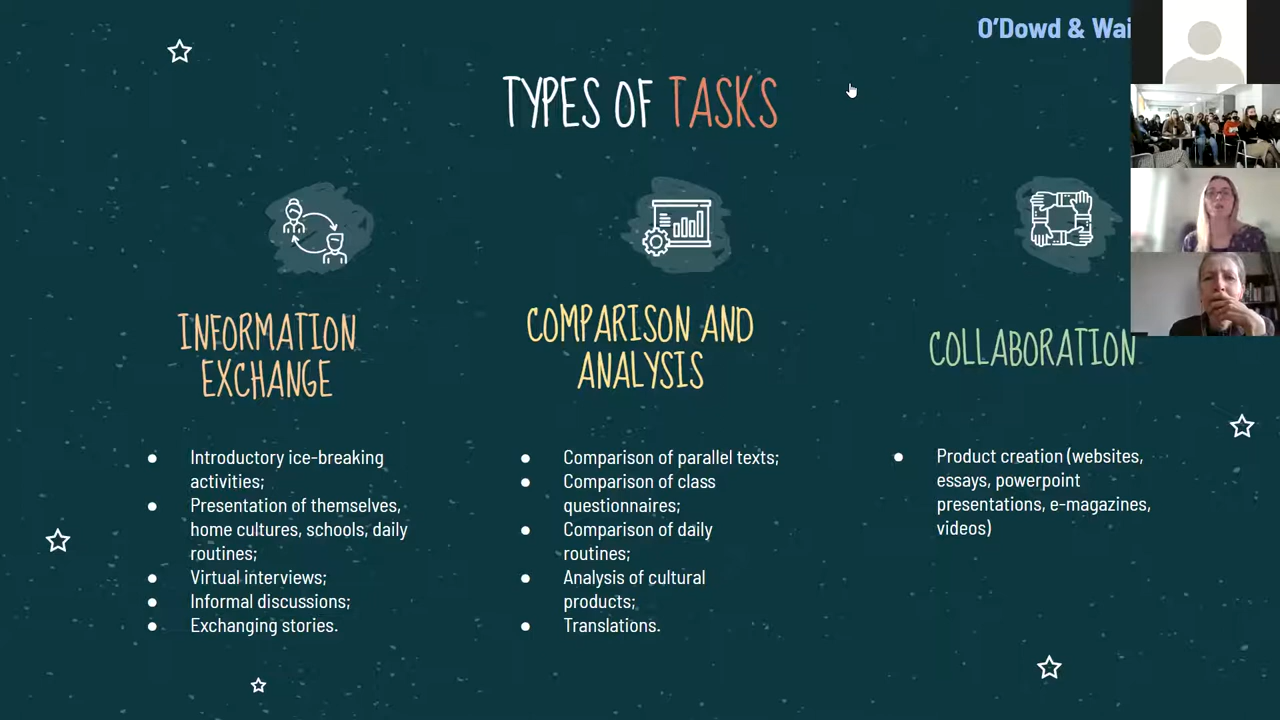 O'Dowd & Wai
TYPES OF TASKS
INFORMATION
EXCHANGE
Introductory ice-breaking
activities;
Presentation of themselves,
home cultures, schools, daily
routines;
Virtual interviews;
Informal discussions;
Exchanging stories.
COMPARISON AND
ANALYSIS
Comparison of parallel texts;
Comparison of class
questionnaires;
Comparison of daily
routines;
Analysis of cultural
products;
Translations.
COLLABORATION
Product creation (websites,
essays, powerpoint
presentations, e-magazines,
videos)